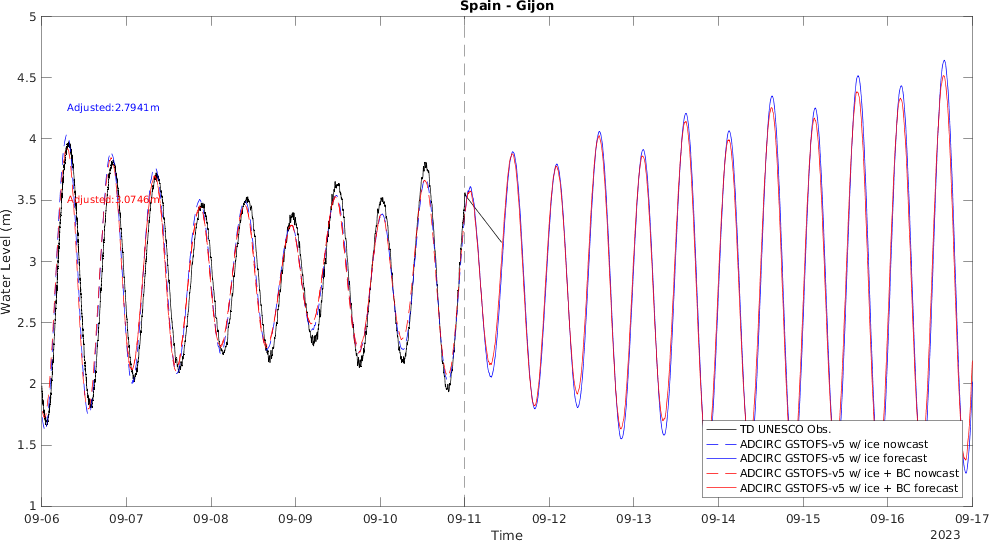 Spain - Gijon
5
4.5
4
3.5
3
2.5
2
1.5
1
Water Level (m)
Adjusted:2.7941m
Adjusted:3.0746m
TD UNESCO Obs.
ADCIRC GSTOFS-v5 w/ ice nowcast
ADCIRC GSTOFS-v5 w/ ice forecast
ADCIRC GSTOFS-v5 w/ ice + BC nowcast
ADCIRC GSTOFS-v5 w/ ice + BC forecast
09-06 09-07 09-08 09-09 09-10 09-11 09-12 09-13 09-14 09-15 09-16 09-17
Time
2023